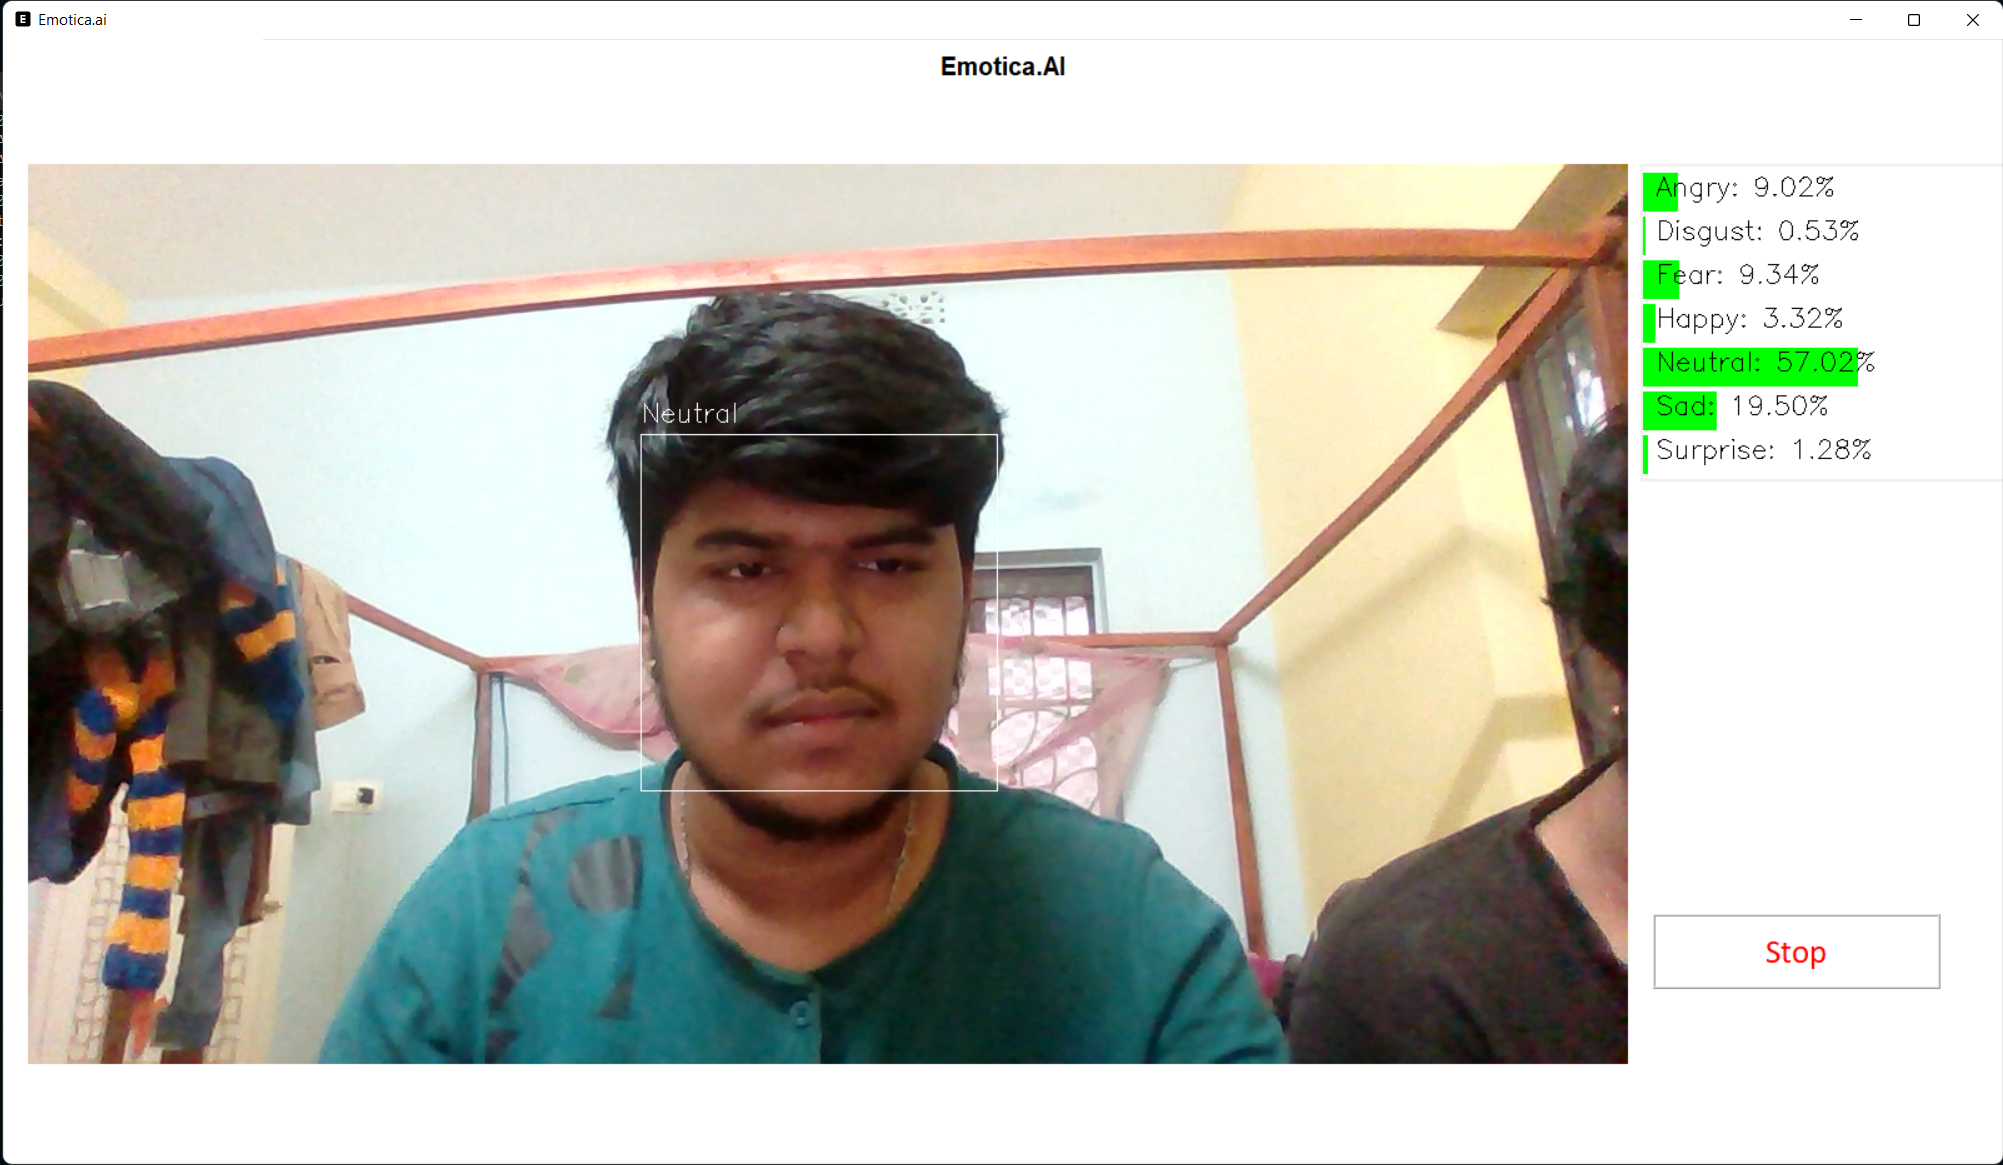 Emotica.ai
Emotica.AI
Angry: 9.02%
Disgust: 0.53%
Fear: 9.34%
Happy: 3.32%
Neutral: 57.02%
Sad: 19.50%
Surprise: 1.28%
Neutral
Stop